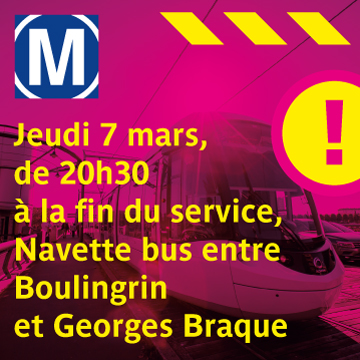 M
!
Jeudi 7 mars,
de 20h30
à la fin du service,
Navette bus entre
Boulingrin
et Georges Braque